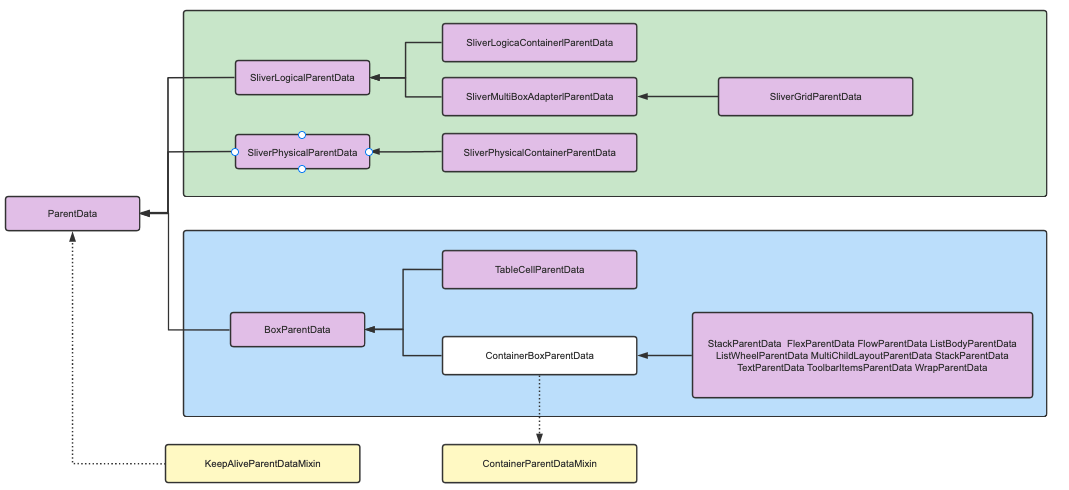 SliverLogicaContainerlParentData
SliverLogicalParentData
SliverMultiBoxAdapterlParentData
SliverGridParentData
SliverPhysicalParentData
SliverPhysicalContainerParentData
ParentData
TableCellParentData
BoxParentData
ContainerBoxParentData
StackParentData  FlexParentData FlowParentData ListBodyParentData
ListWheelParentData MultiChildLayoutParentData StackParentData
TextParentData ToolbarItemsParentData WrapParentData
KeepAliveParentDataMixin
ContainerParentDataMixin